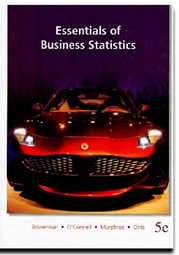 Essentials of
Business Statistics
Bowerman • O'Connell • Murphree • Orris
5e